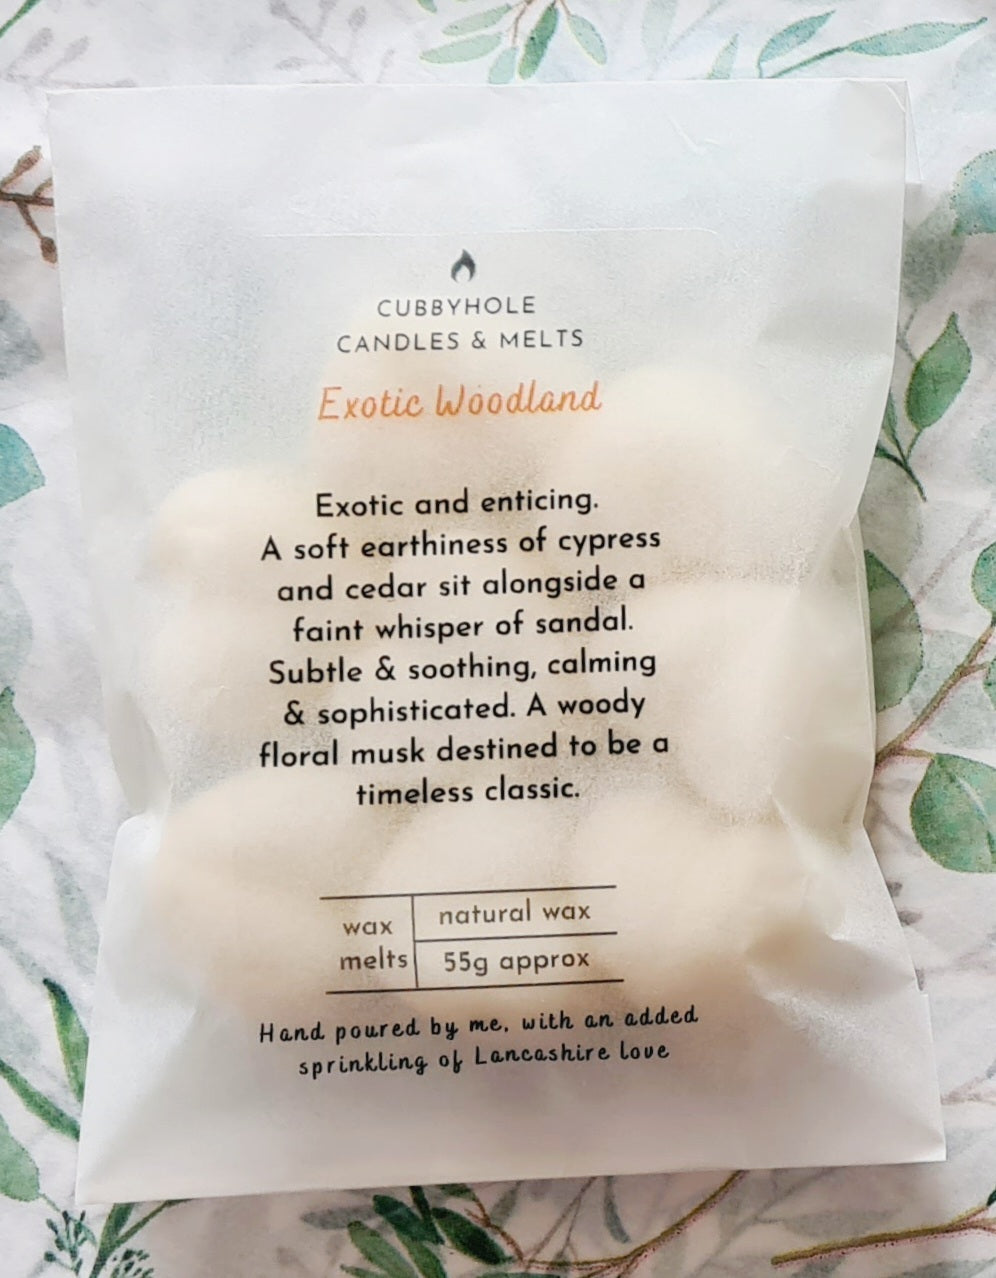 CUBBYHOLE
CANDLES & MELTS
Exotic Woodland
Exotic and enticing.
A soft earthiness of cypress
and cedar sit alongside a
faint whisper of sandal.
Subtle & soothing, calming
& sophisticated. A woody
floral musk destined to be a
timeless classic.
wax
melts
natural wax
55g approx
Hand poured by me, with an added
sprinkling of Lancashire love